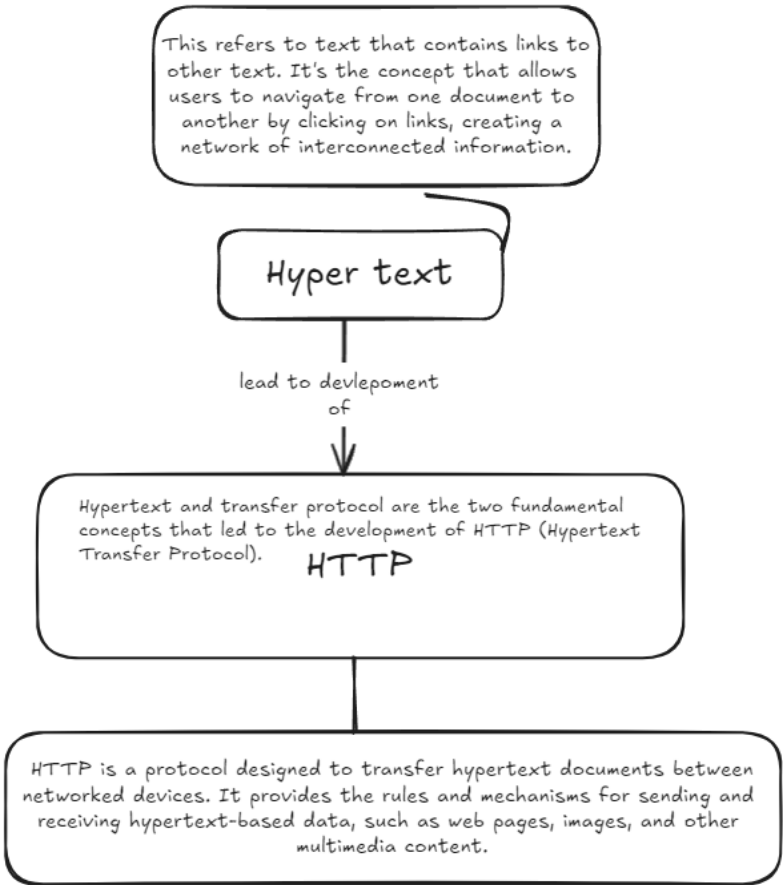 This refers to text that contains links to
other text. It's the concept that allows
users to navigate from one document to
another by clicking on links, creating a
network of interconnected information.
Hyper text
lead to devlepoment
of
Hypertext and transfer protocol are the two fundamental
concepts that led to the development of HTTP (Hypertext
Transfer Protocol).
HTTP
HTTP is a protocol designed to transfer hypertext documents between
networked devices. It provides the rules and mechanisms for sending and
receiving hypertext-based data, such as web pages, images, and other
multimedia content.